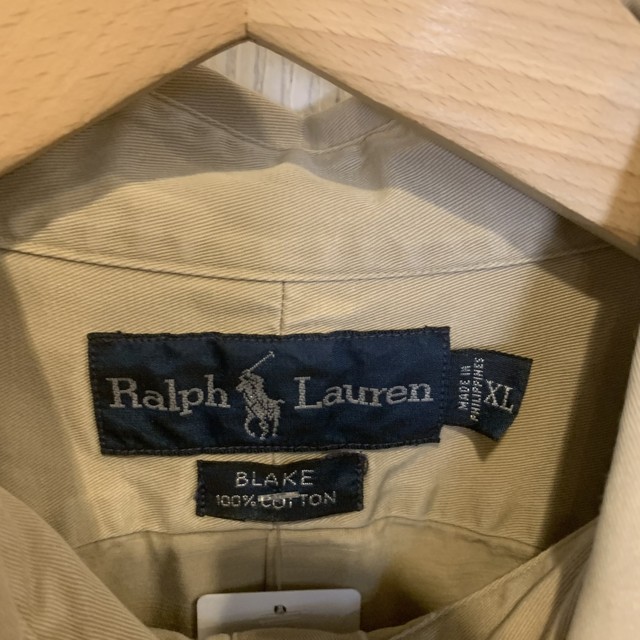 Ralph Lauren
MADE IN
PHILIPPINES
XL
BLAKE
100% COTTON